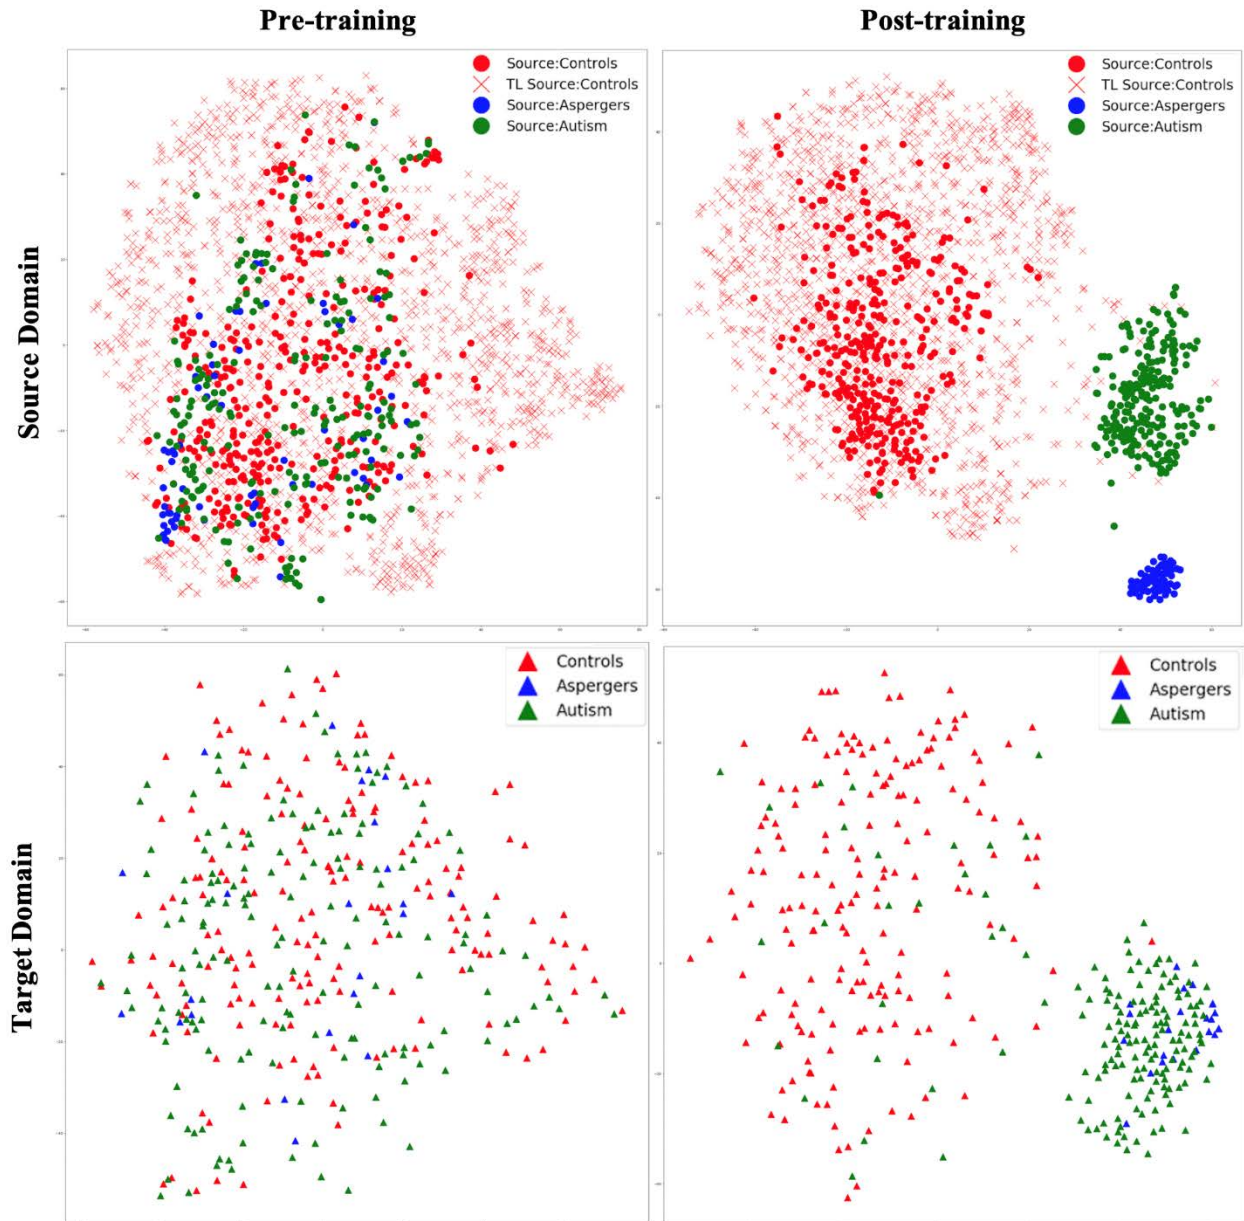 Pre-training
Post-training
Source Domain
Source:Controls
TL Source:Controls
Source:Aspergers
Source:Autism
Source:Controls
TL Source:Controls
Source:Aspergers
Source:Autism
Target Domain
Controls
Aspergers
Autism
Controls
Aspergers
Autism